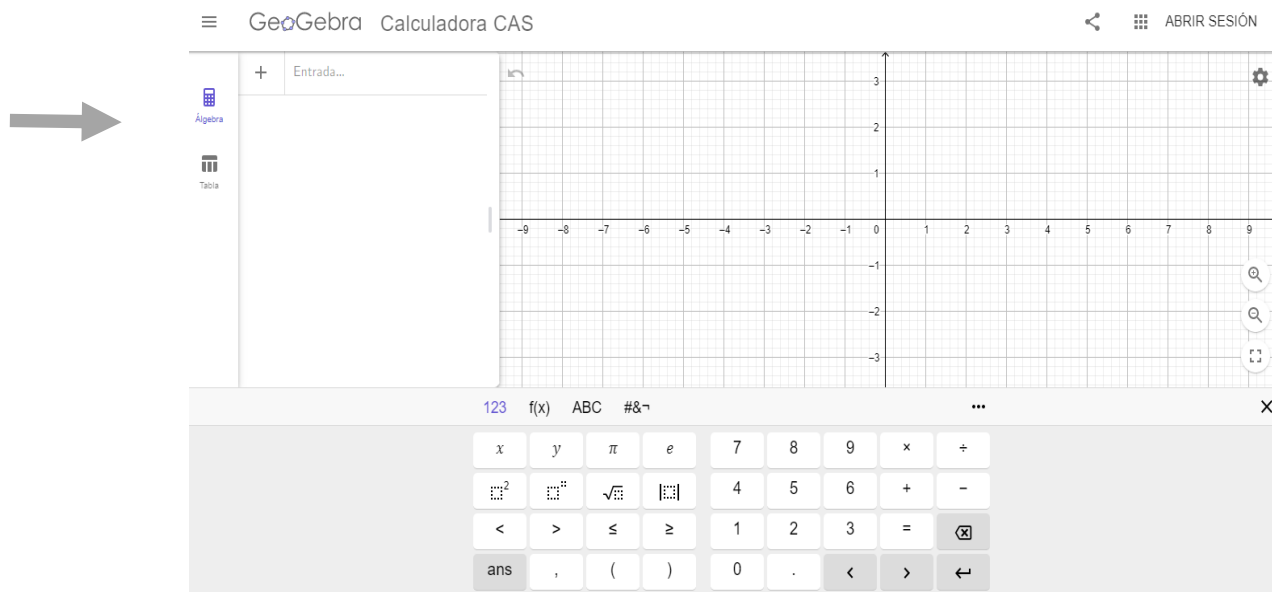 GeoGebra Calculadora CAS ABRIR SESIÓN
+ Entrada...
Álgebra
Tabla
3
2
1
–9 –8 –7 –6 –5 –4 –3 –2 –1 0 1 2 3 4 5 6 7 8 9
–1
–2
–3
123 f(x) ABC #&¬ ...
x y π e 7 8 9 × ÷
2 √ | | 4 5 6 + −
< > ≤ ≥ 1 2 3 =
ans , ( ) 0 . < >